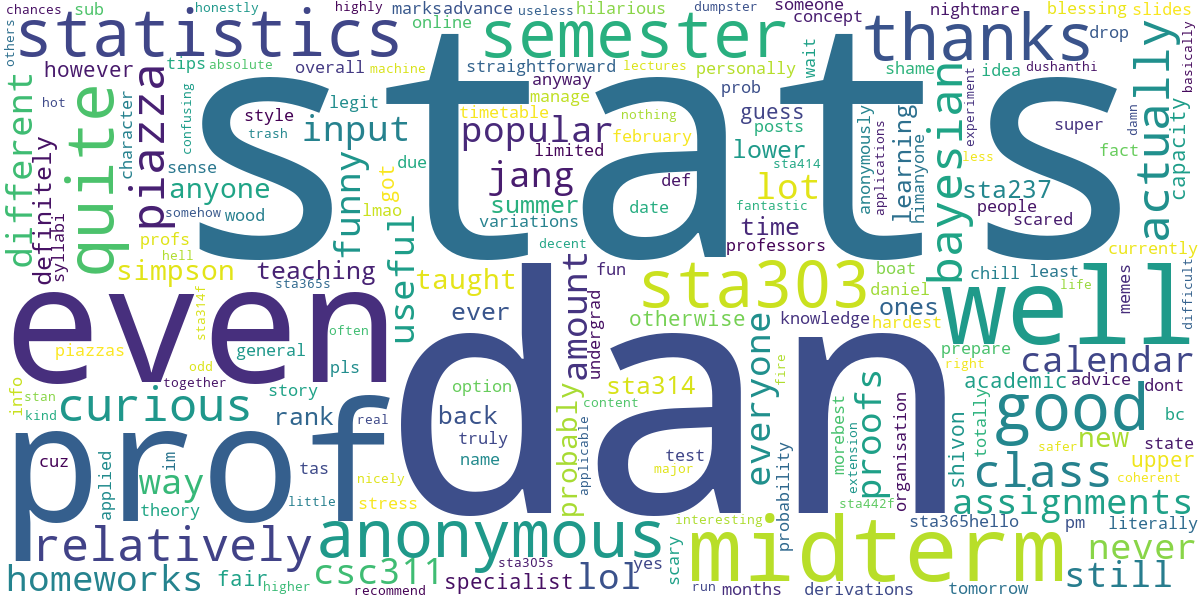 chances sub honestly marksadvance useless hilarious dumpster someone highly nightmare blessing slides
others statistics online semester concept thanks drop
tips absolute machine straightforward lectures personally wait
however overall anyway shame idea dushanthi basically
different hot quite piazza legit style manage prob guess actually
character confusing trash input timetable popular nothing february posts anonymously learning bayesian super damn fact capacity
definitely sense limited lower sta414 applications himanyone experiment less
syllabi anyone funny due lmao got jang def lot sta237 people
somehow wood summer variations fantastic date time scared
stats
profs hell decent professors currently
simpson teaching sta365s taught amount fun sta303 boat chill least life memes difficult
even sta314f useful ever undergrad otherwise knowledge daniel ones hardest well
often general piazzas odd pls together everyone fire prepare right calendar
info stan kind story option sta314 content academic advice dont
curious rank real back probably good totally bc
prof dan
cuz im tas truly name applicable test major proofs morebest extension organisation shivon new state safer upper coherent
applied way theory nicely little stress probability class
sta442f assignments
relatively anonymous interesting midterm sta365hello pm literally
never
homeworks fair higher csc311 sta305s specialist lol yes scary still
recommend run months derivations tomorrow